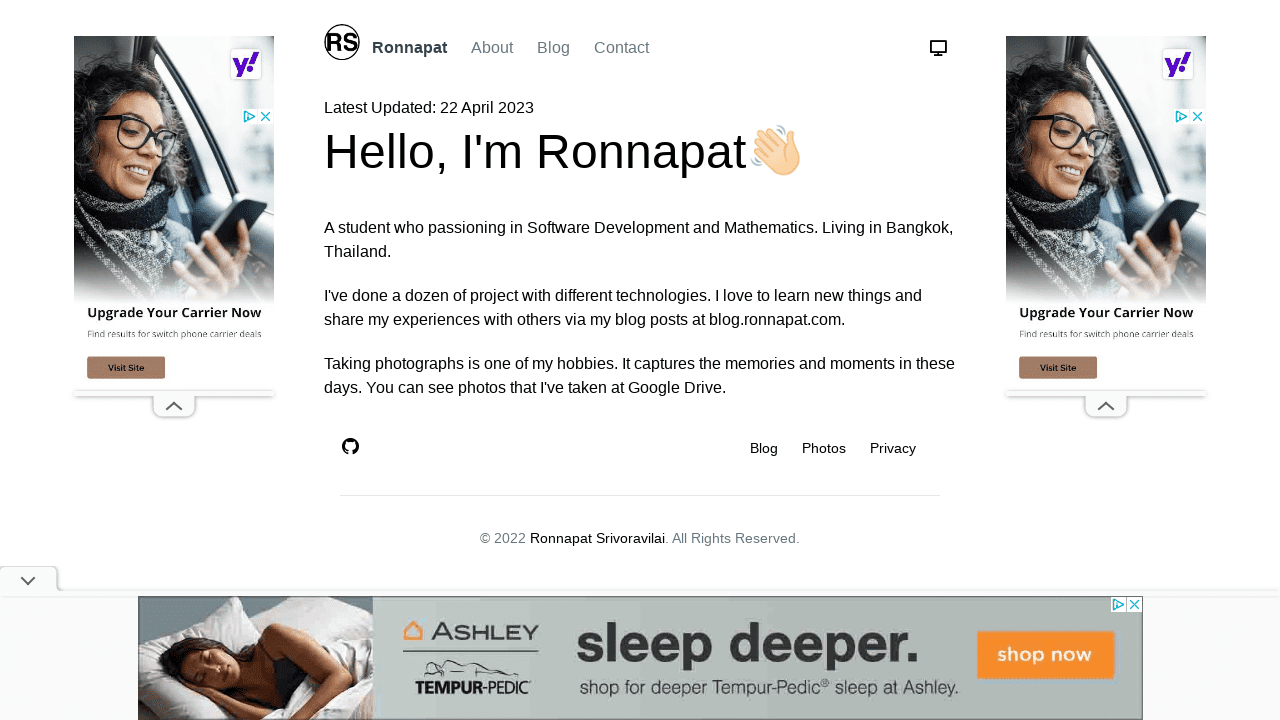 RS Ronnapat About Blog Contact
Latest Updated: 22 April 2023
Hello, I'm Ronnapat👋🏻
A student who passioning in Software Development and Mathematics. Living in Bangkok,
Thailand.
I've done a dozen of project with different technologies. I love to learn new things and
share my experiences with others via my blog posts at blog.ronnapat.com.
Taking photographs is one of my hobbies. It captures the memories and moments in these
days. You can see photos that I've taken at Google Drive.
Blog Photos Privacy
© 2022 Ronnapat Srivoravilai. All Rights Reserved.
y!
Upgrade Your Carrier Now
Find results for switch phone carrier deals
Visit Site
y!
Upgrade Your Carrier Now
Find results for switch phone carrier deals
Visit Site
ASHLEY
TEMPUR-PEDIC®
sleep deeper.
shop for deeper Tempur-Pedic® sleep at Ashley.
shop now